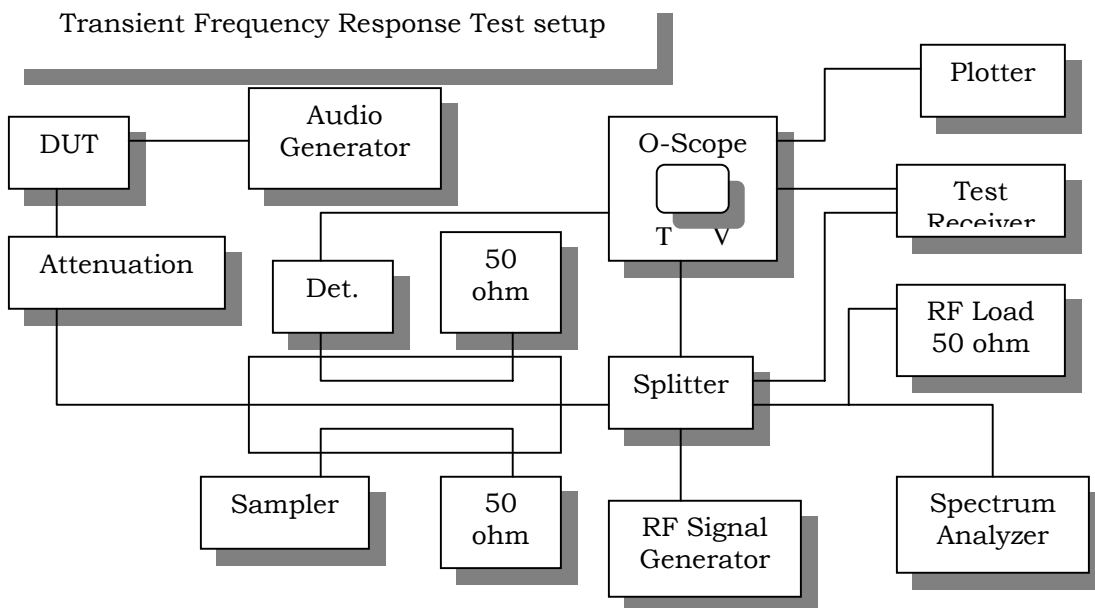 Transient Frequency Response Test setup
Plotter
DUT
Audio
Generator
O-Scope
T V
Test
Receiver
Attenuation
Det.
50
ohm
RF Load
50 ohm
Splitter
Sampler
50
ohm
RF Signal
Generator
Spectrum
Analyzer